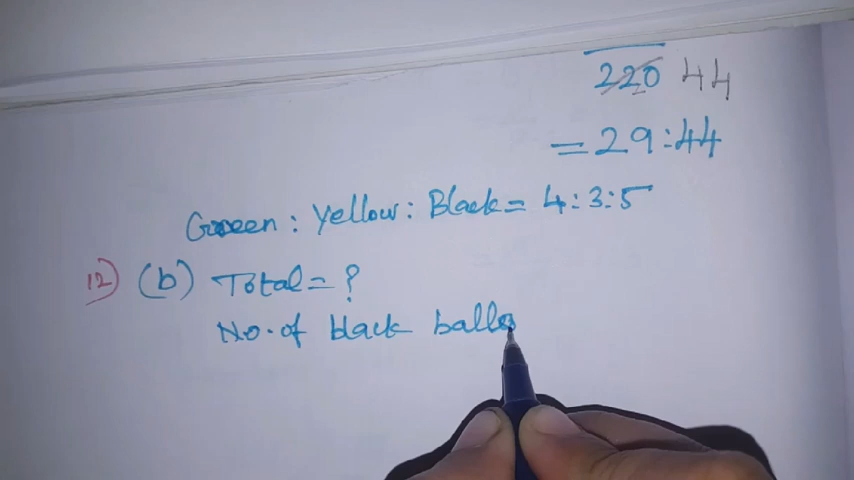 220 44
= 29:44
Green : Yellow : Black = 4:3:5
12) (b) Total = ?
No. of black balls